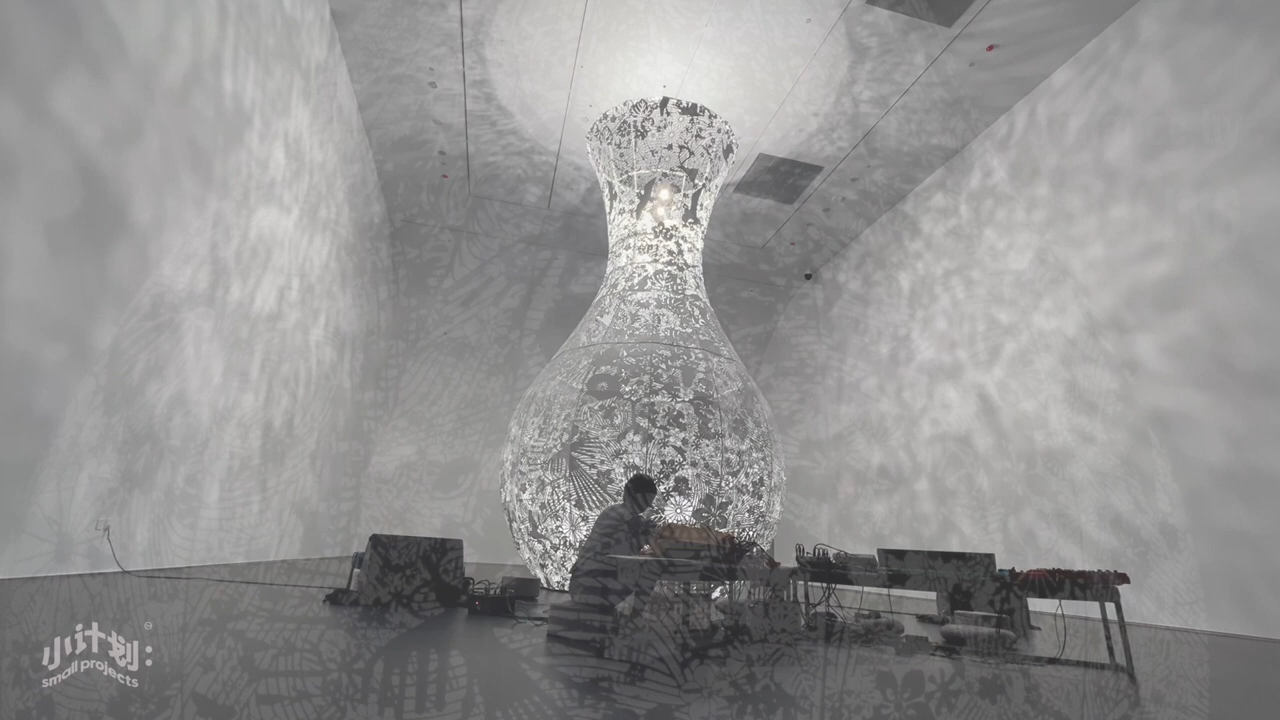 小计划:
small projects